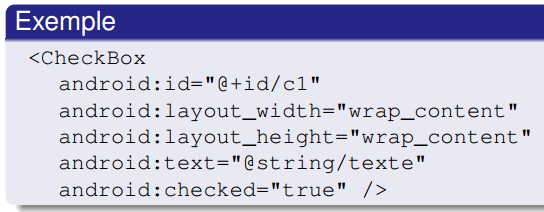 Exemple
<CheckBox
android:id="@+id/c1"
android:layout_width="wrap_content"
android:layout_height="wrap_content"
android:text="@string/texte"
android:checked="true" />